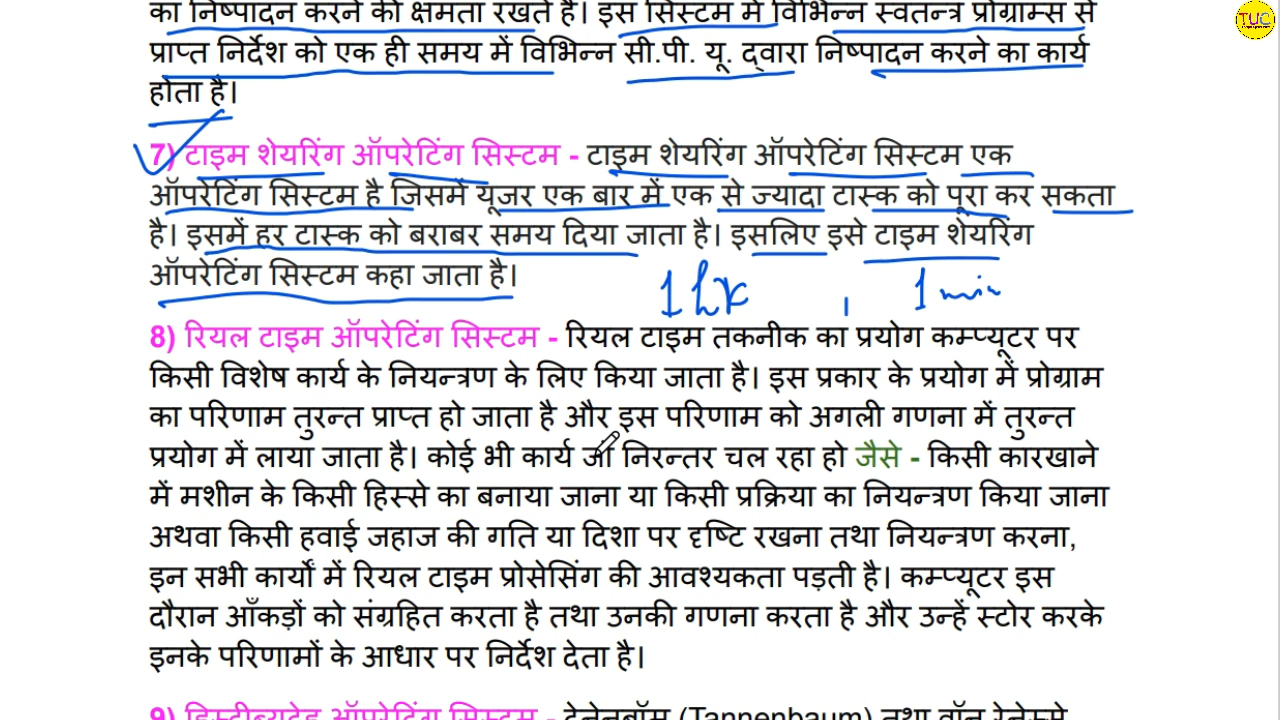 का निष्पादन करने की क्षमता रखते हैं। इस सिस्टम में विभिन्न स्वतन्त्र प्रोग्राम्स से
प्राप्त निर्देश को एक ही समय में विभिन्न सी.पी. यू. द्वारा निष्पादन करने का कार्य
होता है।
TUC
7) टाइम शेयरिंग ऑपरेटिंग सिस्टम - टाइम शेयरिंग ऑपरेटिंग सिस्टम एक
ऑपरेटिंग सिस्टम है जिसमें यूजर एक बार में एक से ज्यादा टास्क को पूरा कर सकता
है। इसमें हर टास्क को बराबर समय दिया जाता है। इसलिए इसे टाइम शेयरिंग
ऑपरेटिंग सिस्टम कहा जाता है।
1 hr 1 min
8) रियल टाइम ऑपरेटिंग सिस्टम - रियल टाइम तकनीक का प्रयोग कम्प्यूटर पर
किसी विशेष कार्य के नियन्त्रण के लिए किया जाता है। इस प्रकार के प्रयोग में प्रोग्राम
का परिणाम तुरन्त प्राप्त हो जाता है और इस परिणाम को अगली गणना में तुरन्त
प्रयोग में लाया जाता है। कोई भी कार्य जो निरन्तर चल रहा हो जैसे - किसी कारखाने
में मशीन के किसी हिस्से का बनाया जाना या किसी प्रक्रिया का नियन्त्रण किया जाना
अथवा किसी हवाई जहाज की गति या दिशा पर दृष्टि रखना तथा नियन्त्रण करना,
इन सभी कार्यों में रियल टाइम प्रोसेसिंग की आवश्यकता पड़ती है। कम्प्यूटर इस
दौरान आँकड़ों को संग्रहित करता है तथा उनकी गणना करता है और उन्हें स्टोर करके
इनके परिणामों के आधार पर निर्देश देता है।
9) डिस्ट्रीब्यूटेड ऑपरेटिंग सिस्टम - टेनेनबॉम (Tannenbaum) तथा वॉन रेनेस्से